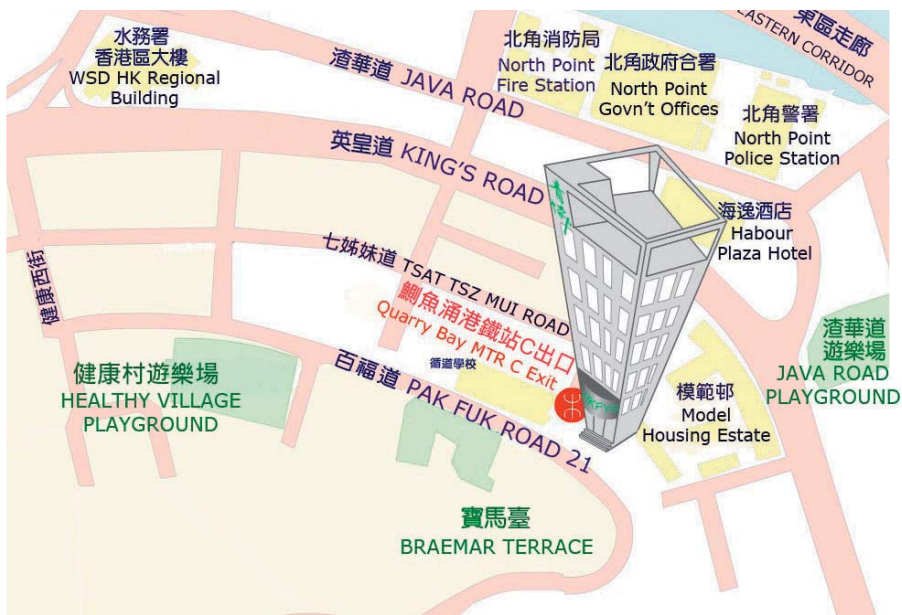 水務署
香港區大樓
WSD HK Regional
Building
渣華道 JAVA ROAD
北角消防局
North Point
Fire Station
北角政府合署
North Point
Govn't Offices
東區走廊
EASTERN CORRIDOR
北角警署
North Point
Police Station
英皇道 KING'S ROAD
海逸酒店
Habour
Plaza Hotel
七姊妹道 TSAT TSZ MUI ROAD
健康西街
鰂魚涌港鐵站C出口
Quarry Bay MTR C Exit
循道學校
渣華道
遊樂場
JAVA ROAD
PLAYGROUND
健康村遊樂場
HEALTHY VILLAGE
PLAYGROUND
百福道 PAK FUK ROAD 21
模範邨
Model
Housing Estate
寶馬臺
BRAEMAR TERRACE